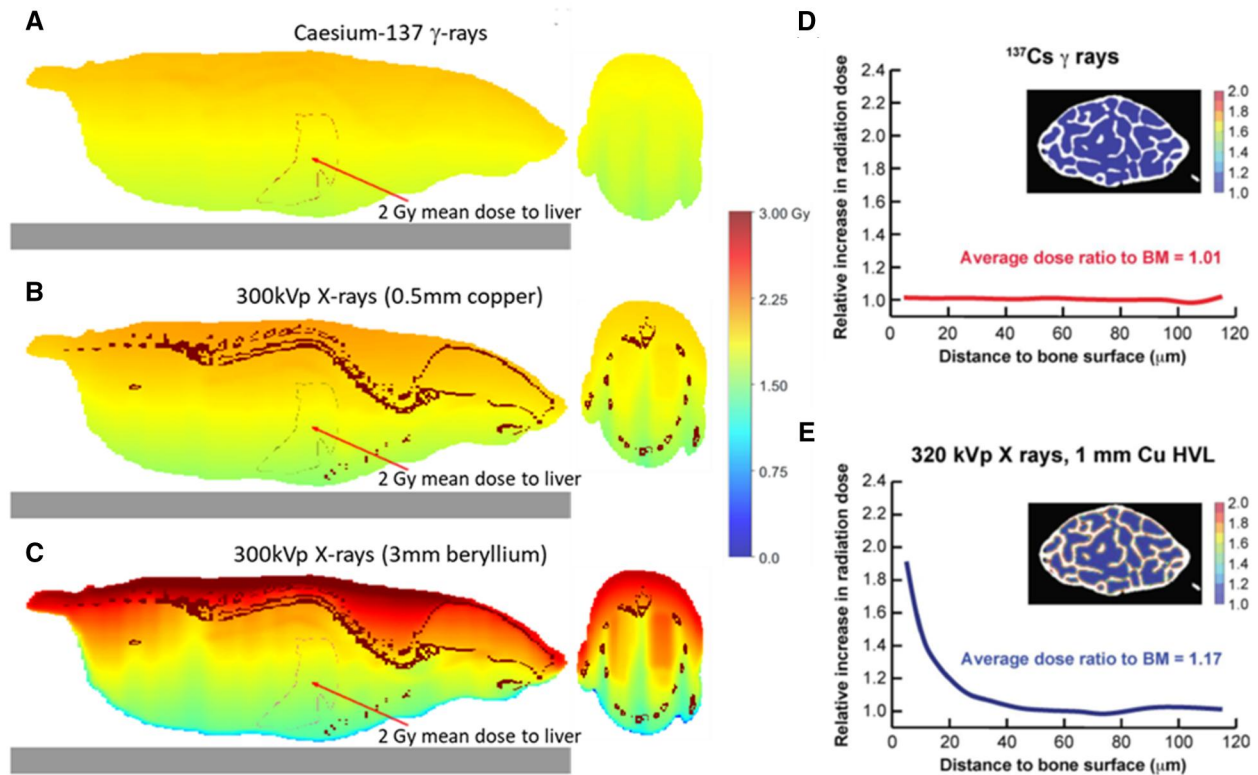 A
Caesium-137 γ-rays
2 Gy mean dose to liver
B
300kVp X-rays (0.5mm copper)
2 Gy mean dose to liver
C
300kVp X-rays (3mm beryllium)
2 Gy mean dose to liver
3.00 Gy
2.25
1.50
0.75
0.0
D
¹³⁷Cs γ rays
Relative increase in radiation dose
2.4
2.2
2.0
1.8
1.6
1.4
1.2
1.0
2.0
1.8
1.6
1.4
1.2
1.0
Average dose ratio to BM = 1.01
0 20 40 60 80 100 120
Distance to bone surface (μm)
E
320 kVp X rays, 1 mm Cu HVL
Relative increase in radiation dose
2.4
2.2
2.0
1.8
1.6
1.4
1.2
1.0
2.0
1.8
1.6
1.4
1.2
1.0
Average dose ratio to BM = 1.17
0 20 40 60 80 100 120
Distance to bone surface (μm)